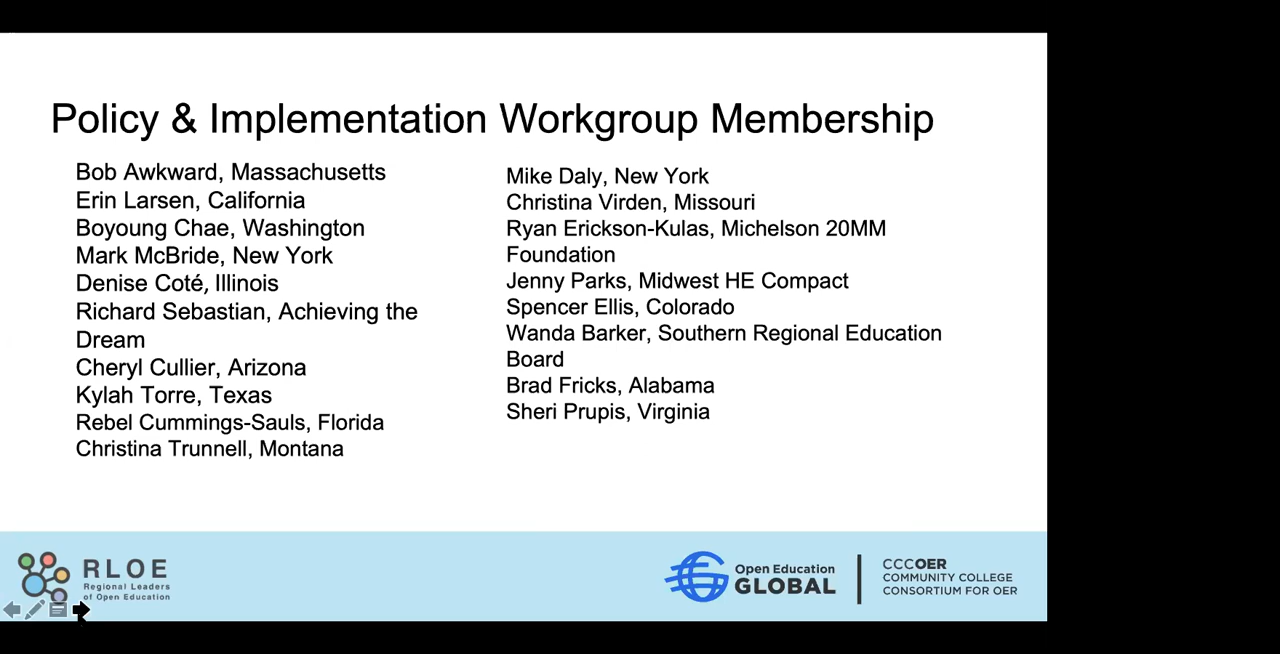 Policy & Implementation Workgroup Membership
Bob Awkward, Massachusetts
Erin Larsen, California
Boyoung Chae, Washington
Mark McBride, New York
Denise Coté, Illinois
Richard Sebastian, Achieving the
Dream
Cheryl Cullier, Arizona
Kylah Torre, Texas
Rebel Cummings-Sauls, Florida
Christina Trunnell, Montana
Mike Daly, New York
Christina Virden, Missouri
Ryan Erickson-Kulas, Michelson 20MM
Foundation
Jenny Parks, Midwest HE Compact
Spencer Ellis, Colorado
Wanda Barker, Southern Regional Education
Board
Brad Fricks, Alabama
Sheri Prupis, Virginia
RLOE
Regional Leaders
of Open Education
Open Education
GLOBAL
CCCOER
COMMUNITY COLLEGE
CONSORTIUM FOR OER